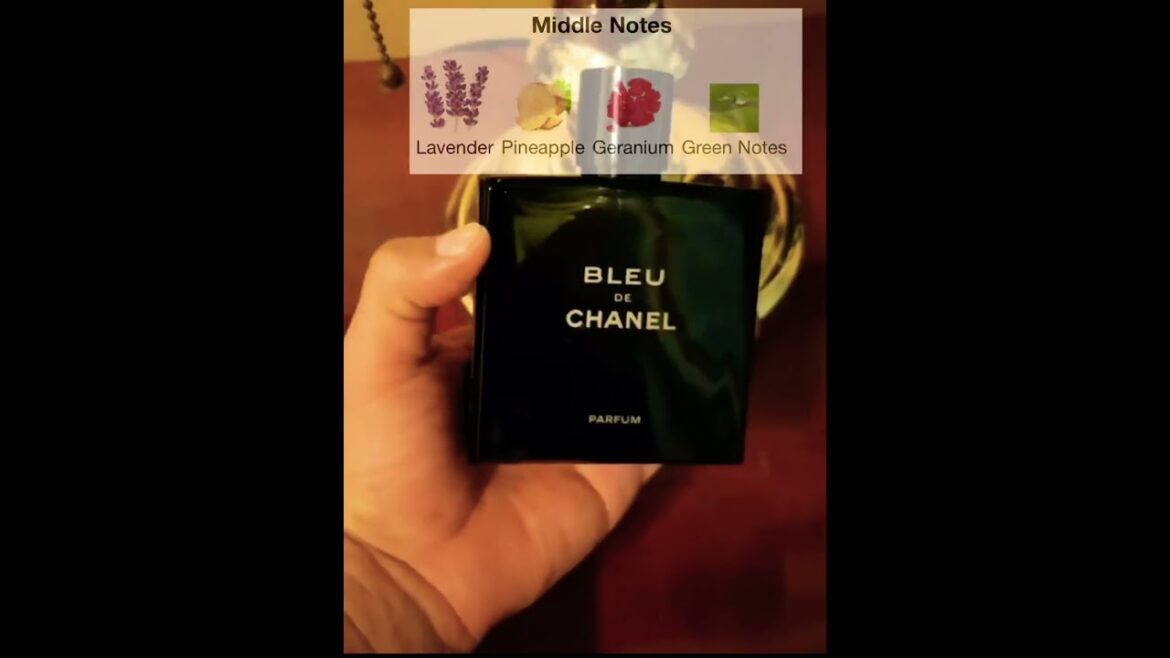 Middle Notes
Lavender Pineapple Geranium Green Notes
BLEU
DE
CHANEL
PARFUM